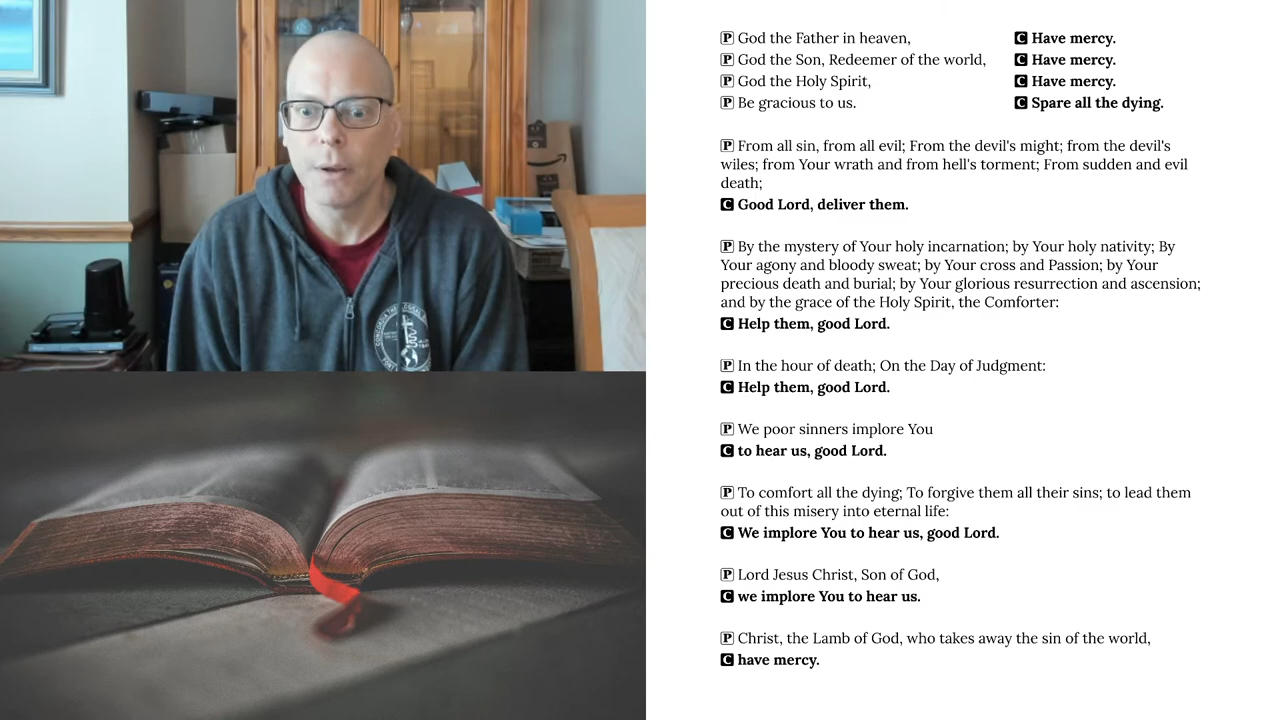 P God the Father in heaven, C Have mercy.
P God the Son, Redeemer of the world, C Have mercy.
P God the Holy Spirit, C Have mercy.
P Be gracious to us. C Spare all the dying.
P From all sin, from all evil; From the devil's might; from the devil's
wiles; from Your wrath and from hell's torment; From sudden and evil
death;
C Good Lord, deliver them.
P By the mystery of Your holy incarnation; by Your holy nativity; By
Your agony and bloody sweat; by Your cross and Passion; by Your
precious death and burial; by Your glorious resurrection and ascension;
and by the grace of the Holy Spirit, the Comforter:
C Help them, good Lord.
P In the hour of death; On the Day of Judgment:
C Help them, good Lord.
P We poor sinners implore You
C to hear us, good Lord.
P To comfort all the dying; To forgive them all their sins; to lead them
out of this misery into eternal life:
C We implore You to hear us, good Lord.
P Lord Jesus Christ, Son of God,
C we implore You to hear us.
P Christ, the Lamb of God, who takes away the sin of the world,
C have mercy.